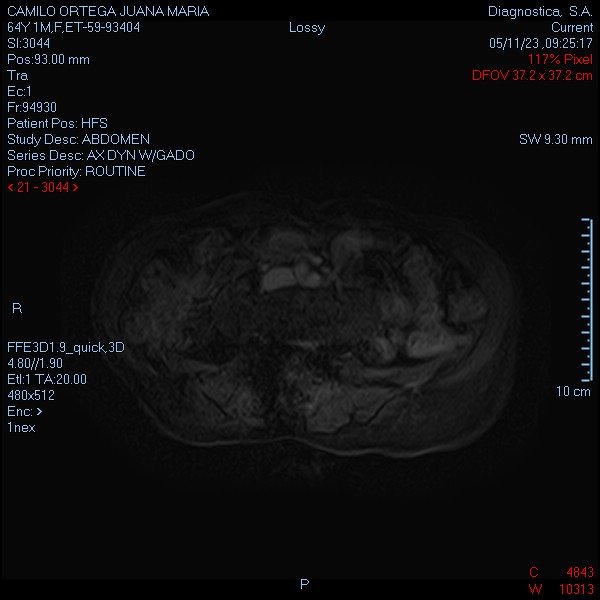 CAMILO ORTEGA JUANA MARIA
64Y 1M,F,ET-59-93404
Sl:3044
Pos:93.00 mm
Tra
Ec:1
Fr:94930
Patient Pos: HFS
Study Desc: ABDOMEN
Series Desc: AX DYN W/GADO
Proc Priority: ROUTINE
< 21 - 3044 >
Lossy
Diagnostica, S.A.
Current
05/11/23 ,09:25:17
117% Pixel
DFOV 37.2 x 37.2 cm
SW 9.30 mm
R
10 cm
FFE3D1.9_quick,3D
4.80//1.90
Etl:1 TA:20.00
480x512
Enc: >
1nex
P
C 4843
W 10313